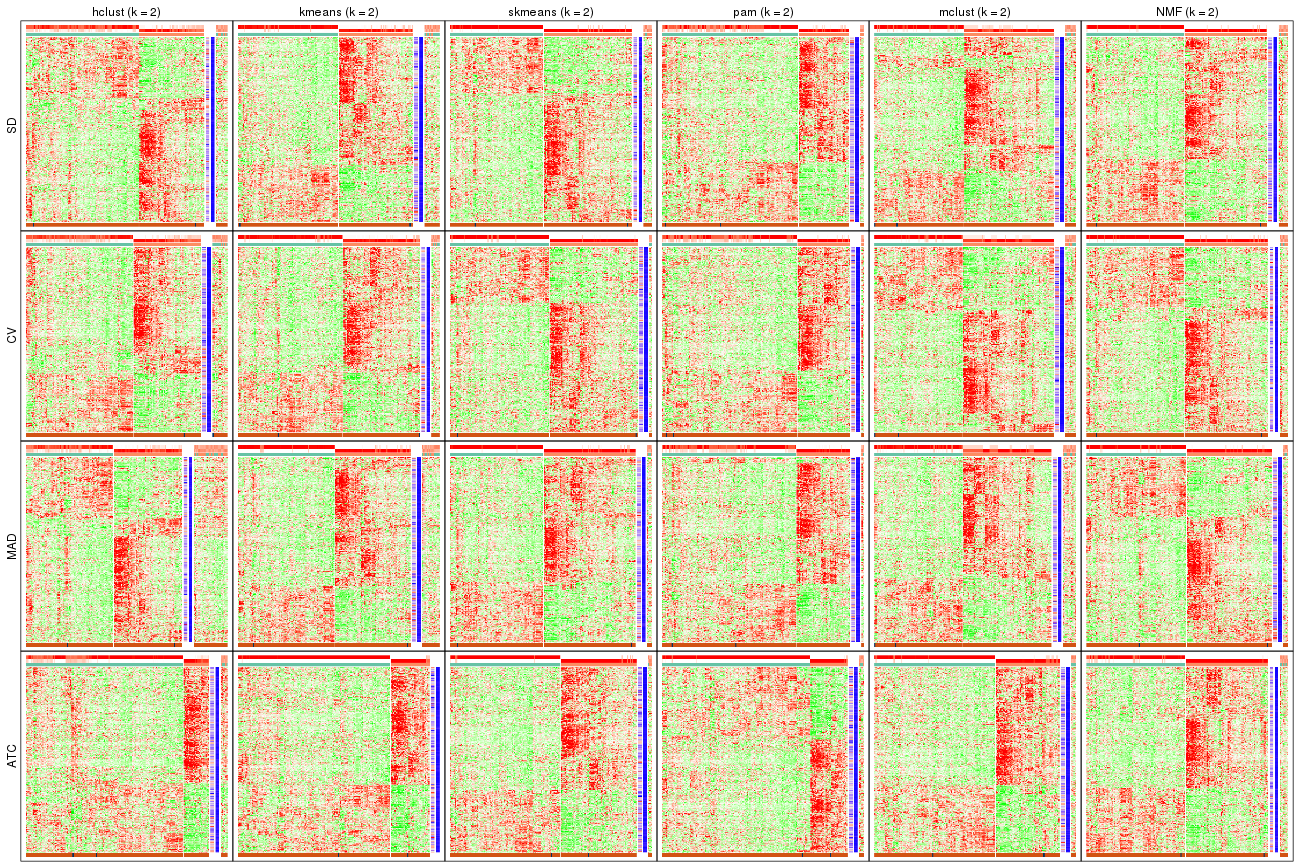 hclust (k = 2) kmeans (k = 2) skmeans (k = 2) pam (k = 2) mclust (k = 2) NMF (k = 2)
SD
CV
MAD
ATC